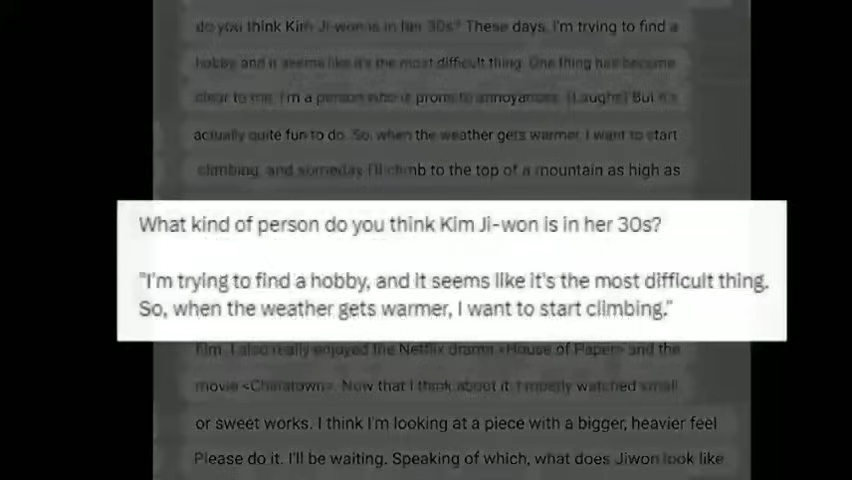 do you think Kim Ji-won is in her 30s? These days, I'm trying to find a
hobby and it seems like it's the most difficult thing. One thing has become
clear to me. I'm a person who is prone to annoyances. (Laughs) But it's
actually quite fun to do. So, when the weather gets warmer, I want to start
climbing, and someday I'll climb to the top of a mountain as high as
What kind of person do you think Kim Ji-won is in her 30s?
"I'm trying to find a hobby, and it seems like it's the most difficult thing.
So, when the weather gets warmer, I want to start climbing."
film. I also really enjoyed the Netflix drama <House of Paper> and the
movie <Chinatown>. Now that I think about it, I mostly watched small
or sweet works. I think I'm looking at a piece with a bigger, heavier feel
Please do it. I'll be waiting. Speaking of which, what does Jiwon look like